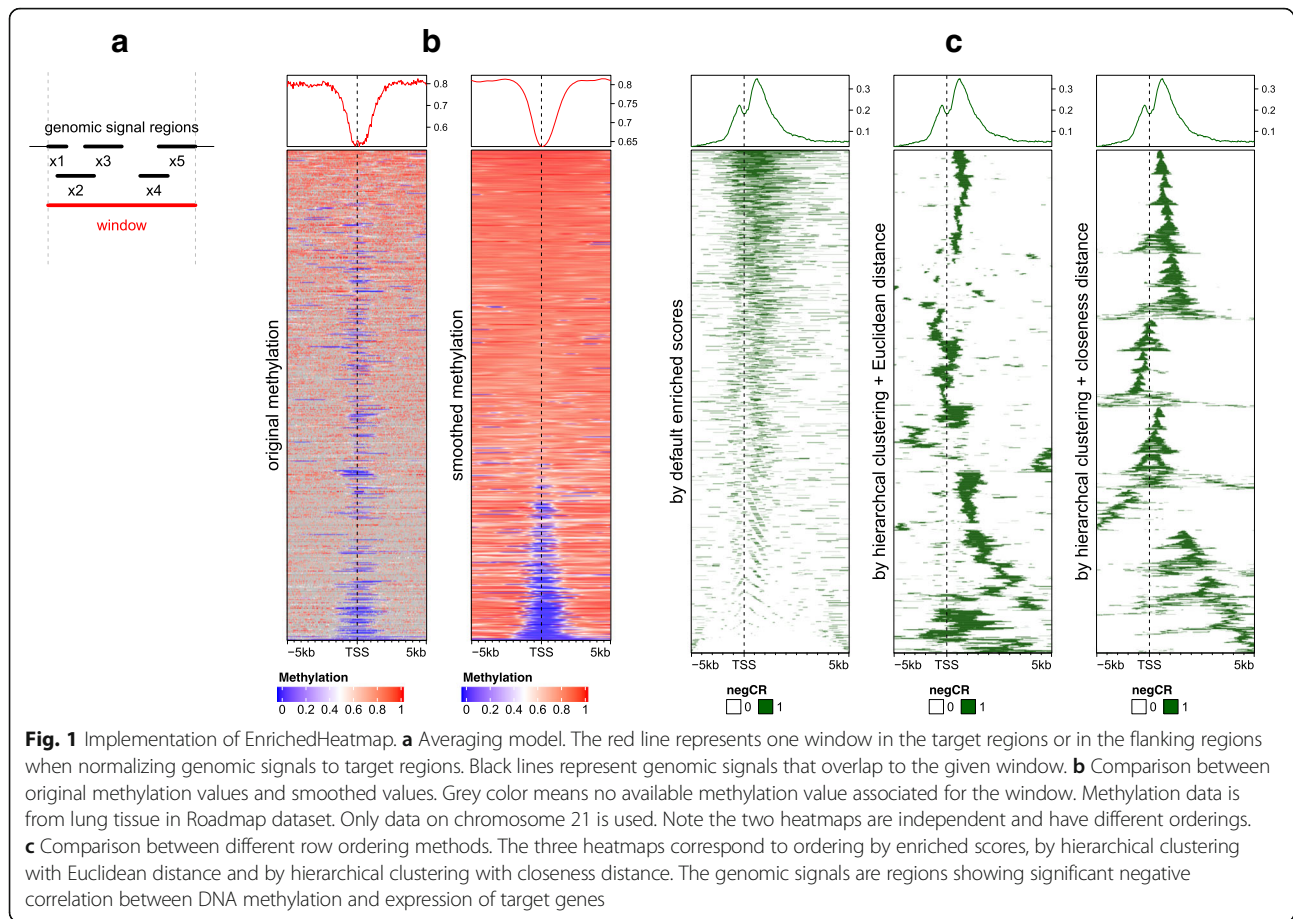 a
b
c
genomic signal regions
x1
x3
x5
x2
x4
window
0.8
0.7
0.6
original methylation
−5kb
TSS
5kb
Methylation
0 0.2 0.4 0.6 0.8 1
0.8
0.75
0.7
0.65
smoothed methylation
−5kb
TSS
5kb
Methylation
0 0.2 0.4 0.6 0.8 1
0.3
0.2
0.1
by default enriched scores
−5kb
TSS
5kb
negCR
0 1
0.3
0.2
0.1
by hierarchcal clustering + Euclidean distance
−5kb
TSS
5kb
negCR
0 1
0.3
0.2
0.1
by hierarchcal clustering + closeness distance
−5kb
TSS
5kb
negCR
0 1
Fig. 1 Implementation of EnrichedHeatmap. a Averaging model. The red line represents one window in the target regions or in the flanking regions
when normalizing genomic signals to target regions. Black lines represent genomic signals that overlap to the given window. b Comparison between
original methylation values and smoothed values. Grey color means no available methylation value associated for the window. Methylation data is
from lung tissue in Roadmap dataset. Only data on chromosome 21 is used. Note the two heatmaps are independent and have different orderings.
c Comparison between different row ordering methods. The three heatmaps correspond to ordering by enriched scores, by hierarchical clustering
with Euclidean distance and by hierarchical clustering with closeness distance. The genomic signals are regions showing significant negative
correlation between DNA methylation and expression of target genes